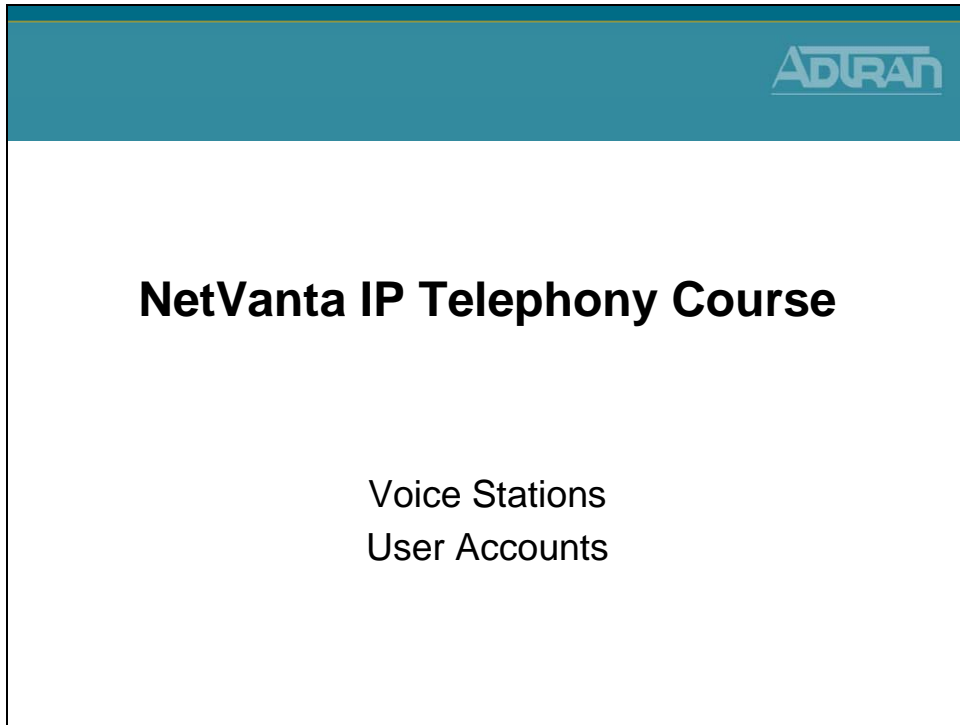 ADTRAN
NetVanta IP Telephony Course
Voice Stations
User Accounts